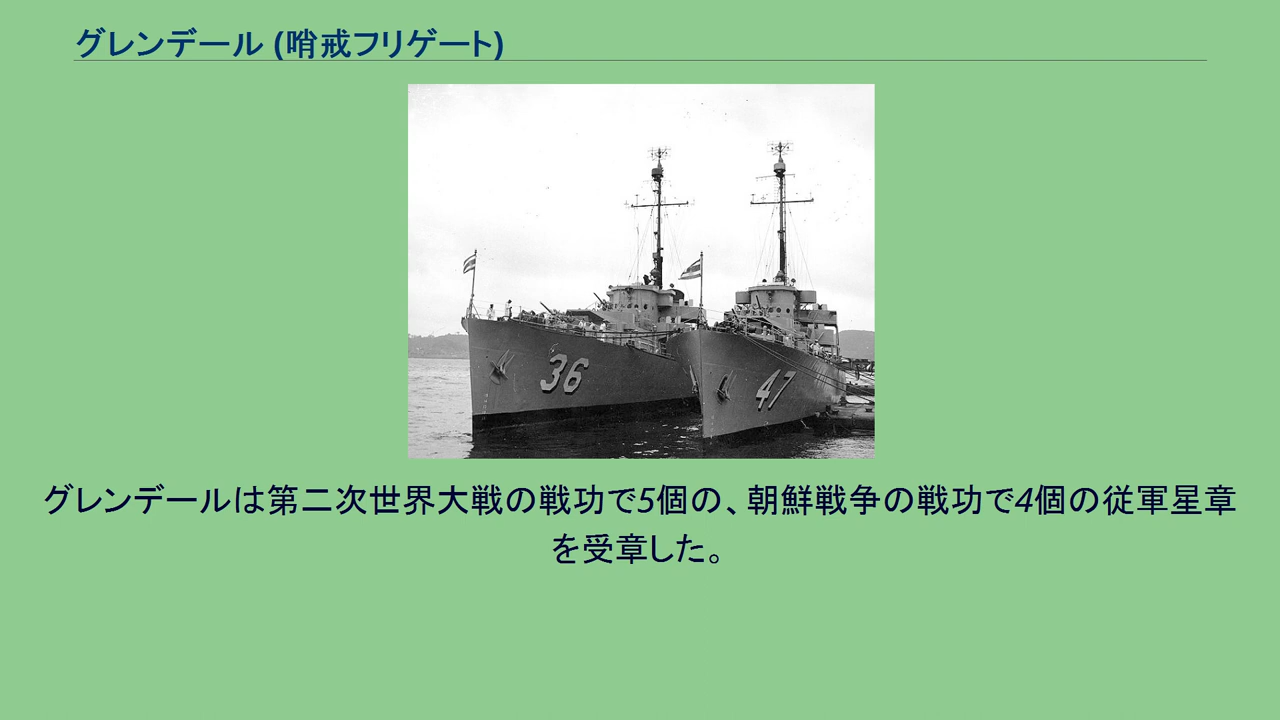 グレンデール (哨戒フリゲート)
36
47
グレンデールは第二次世界大戦の戦功で5個の、朝鮮戦争の戦功で4個の従軍星章
を受章した。